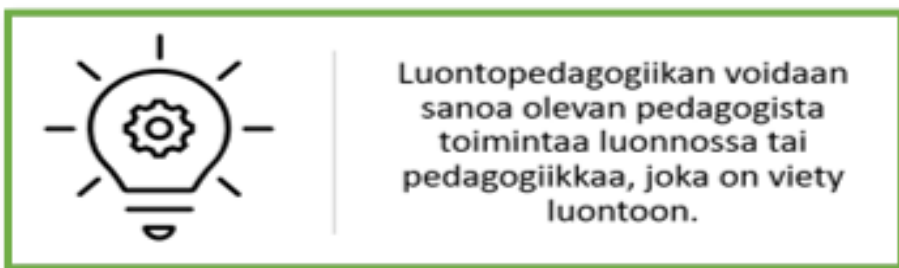 Luontopedagogiikan voidaan
sanoa olevan pedagogista
toimintaa luonnossa tai
pedagogiikkaa, joka on viety
luontoon.